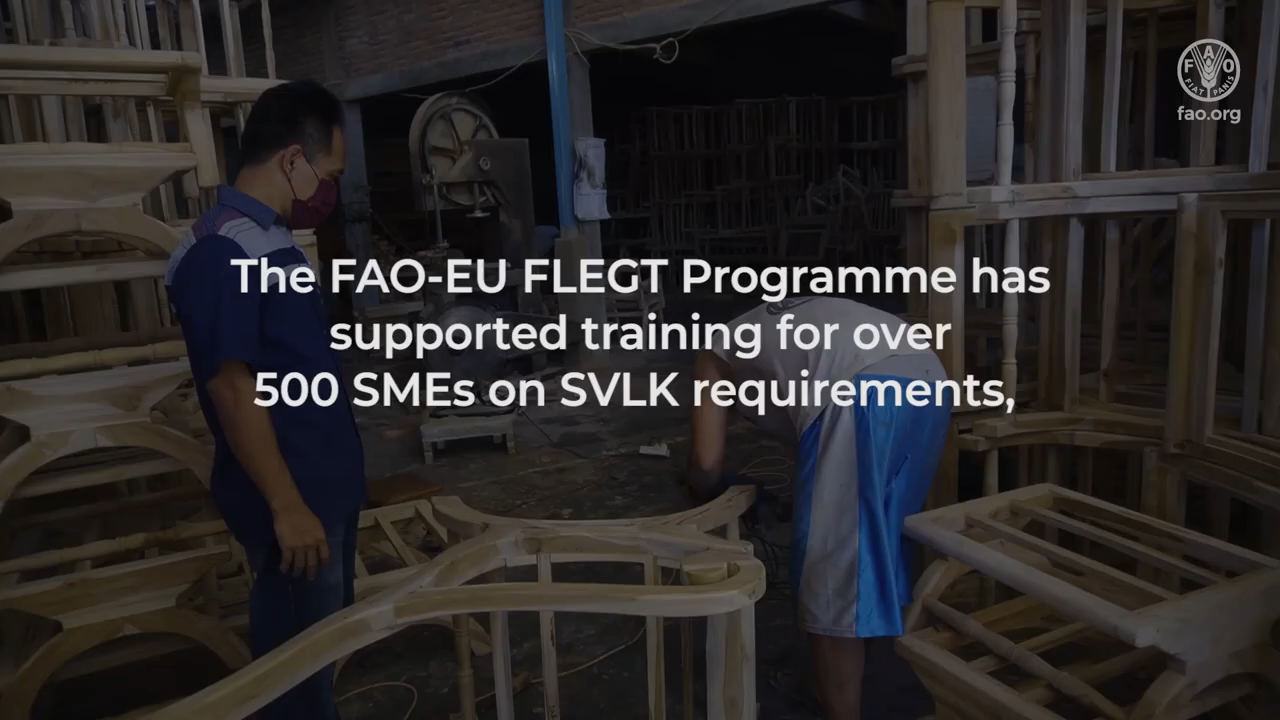 FAO
FIAT PANIS
fao.org
The FAO-EU FLEGT Programme has
supported training for over
500 SMEs on SVLK requirements,